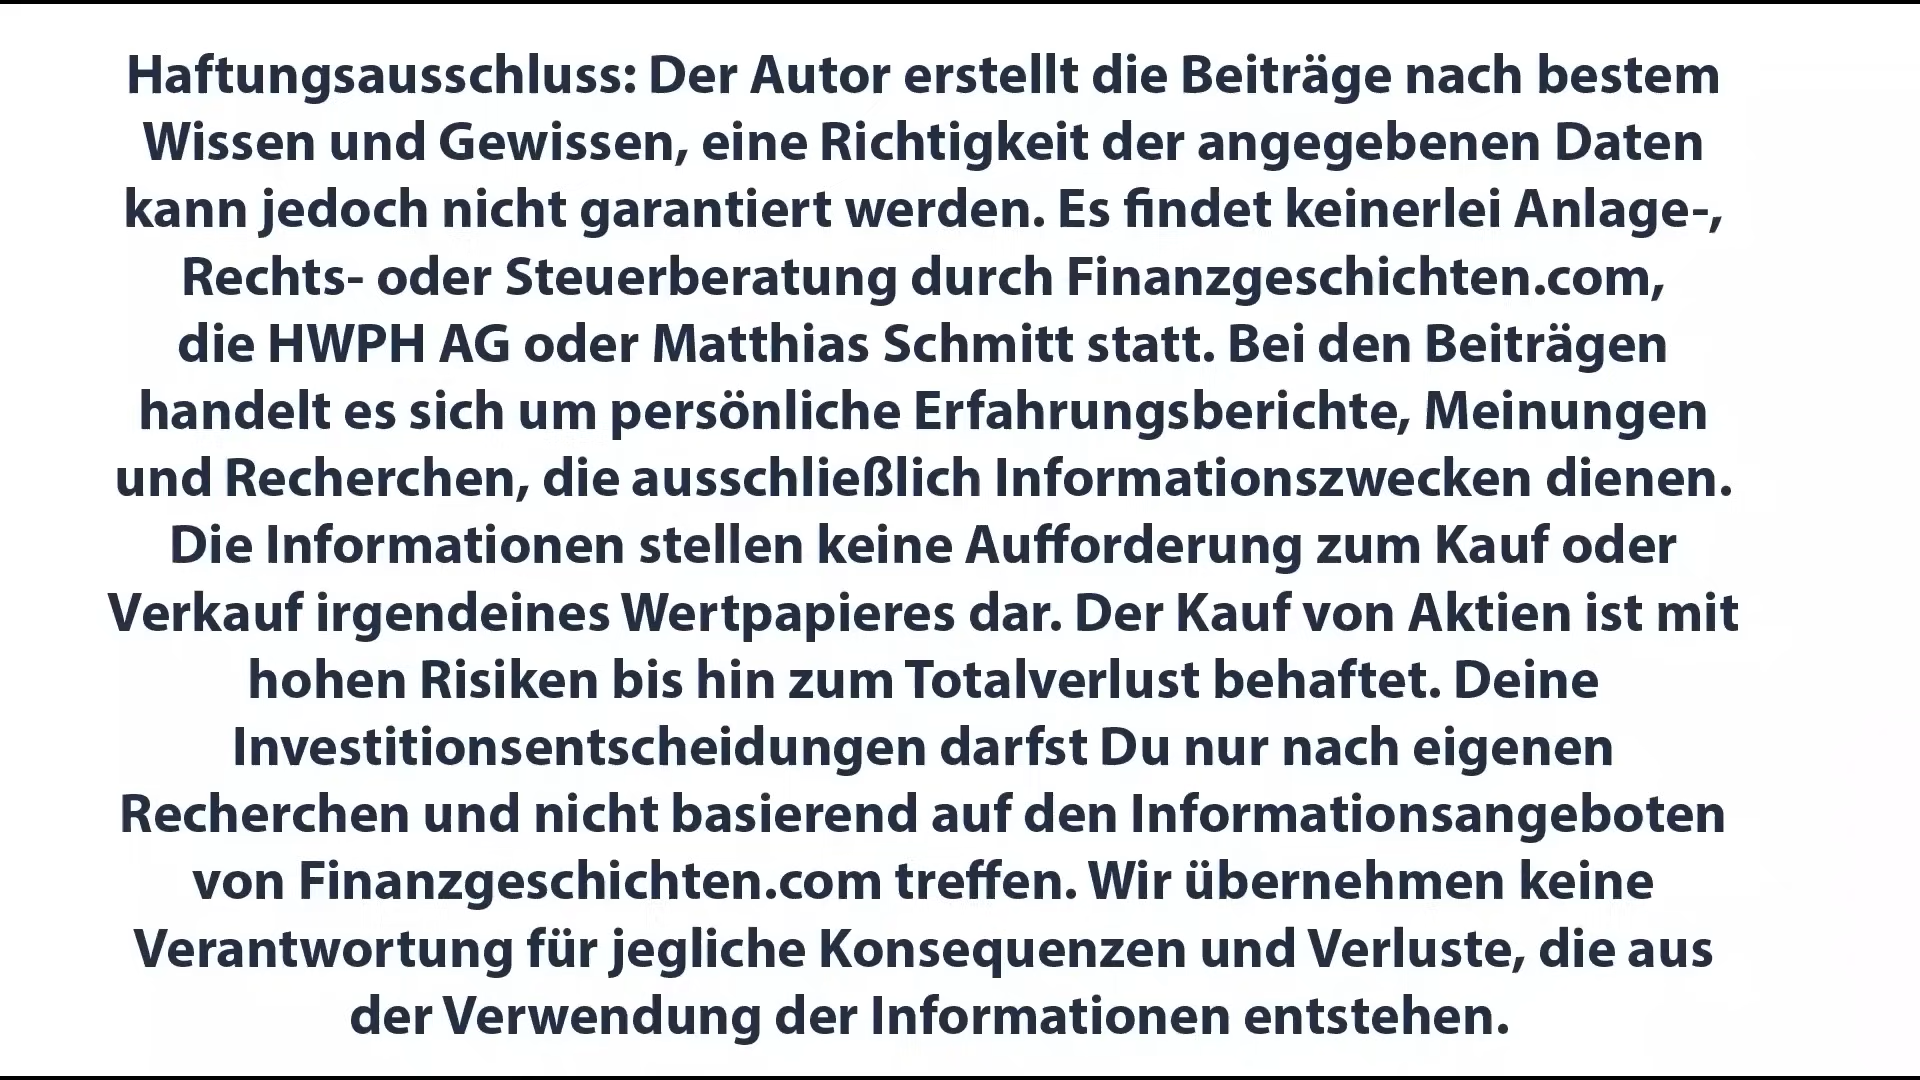 Haftungsausschluss: Der Autor erstellt die Beiträge nach bestem
Wissen und Gewissen, eine Richtigkeit der angegebenen Daten
kann jedoch nicht garantiert werden. Es findet keinerlei Anlage-,
Rechts- oder Steuerberatung durch Finanzgeschichten.com,
die HWPH AG oder Matthias Schmitt statt. Bei den Beiträgen
handelt es sich um persönliche Erfahrungsberichte, Meinungen
und Recherchen, die ausschließlich Informationszwecken dienen.
Die Informationen stellen keine Aufforderung zum Kauf oder
Verkauf irgendeines Wertpapieres dar. Der Kauf von Aktien ist mit
hohen Risiken bis hin zum Totalverlust behaftet. Deine
Investitionsentscheidungen darfst Du nur nach eigenen
Recherchen und nicht basierend auf den Informationsangeboten
von Finanzgeschichten.com treffen. Wir übernehmen keine
Verantwortung für jegliche Konsequenzen und Verluste, die aus
der Verwendung der Informationen entstehen.